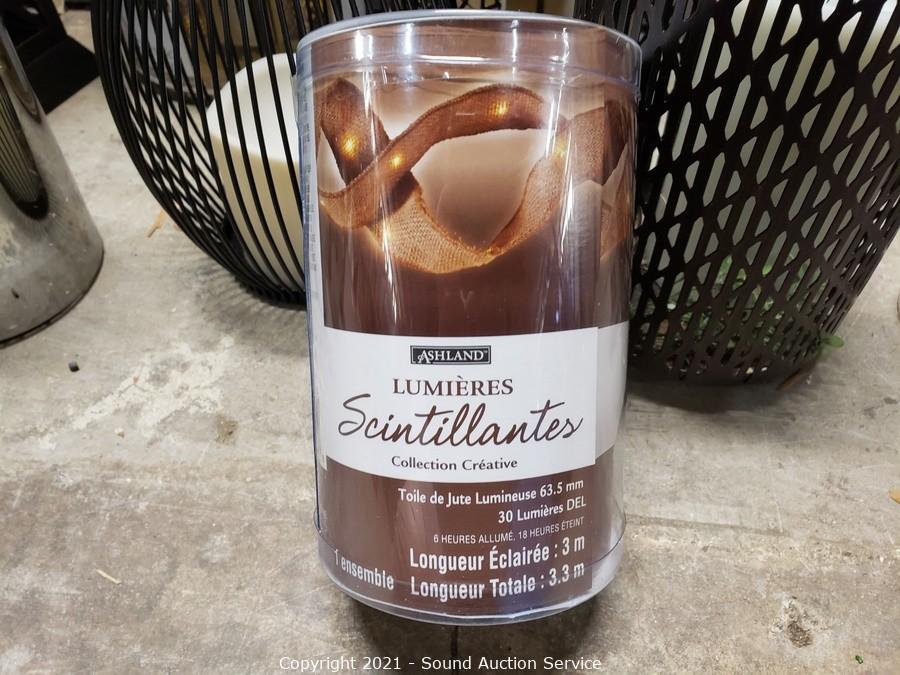 ASHLAND™
LUMIÈRES
Scintillantes
Collection Créative
Toile de Jute Lumineuse 63.5 mm
30 Lumières DEL
6 HEURES ALLUMÉ, 18 HEURES ÉTEINT
Longueur Éclairée : 3 m
1 ensemble Longueur Totale : 3.3 m
Copyright 2021 - Sound Auction Service